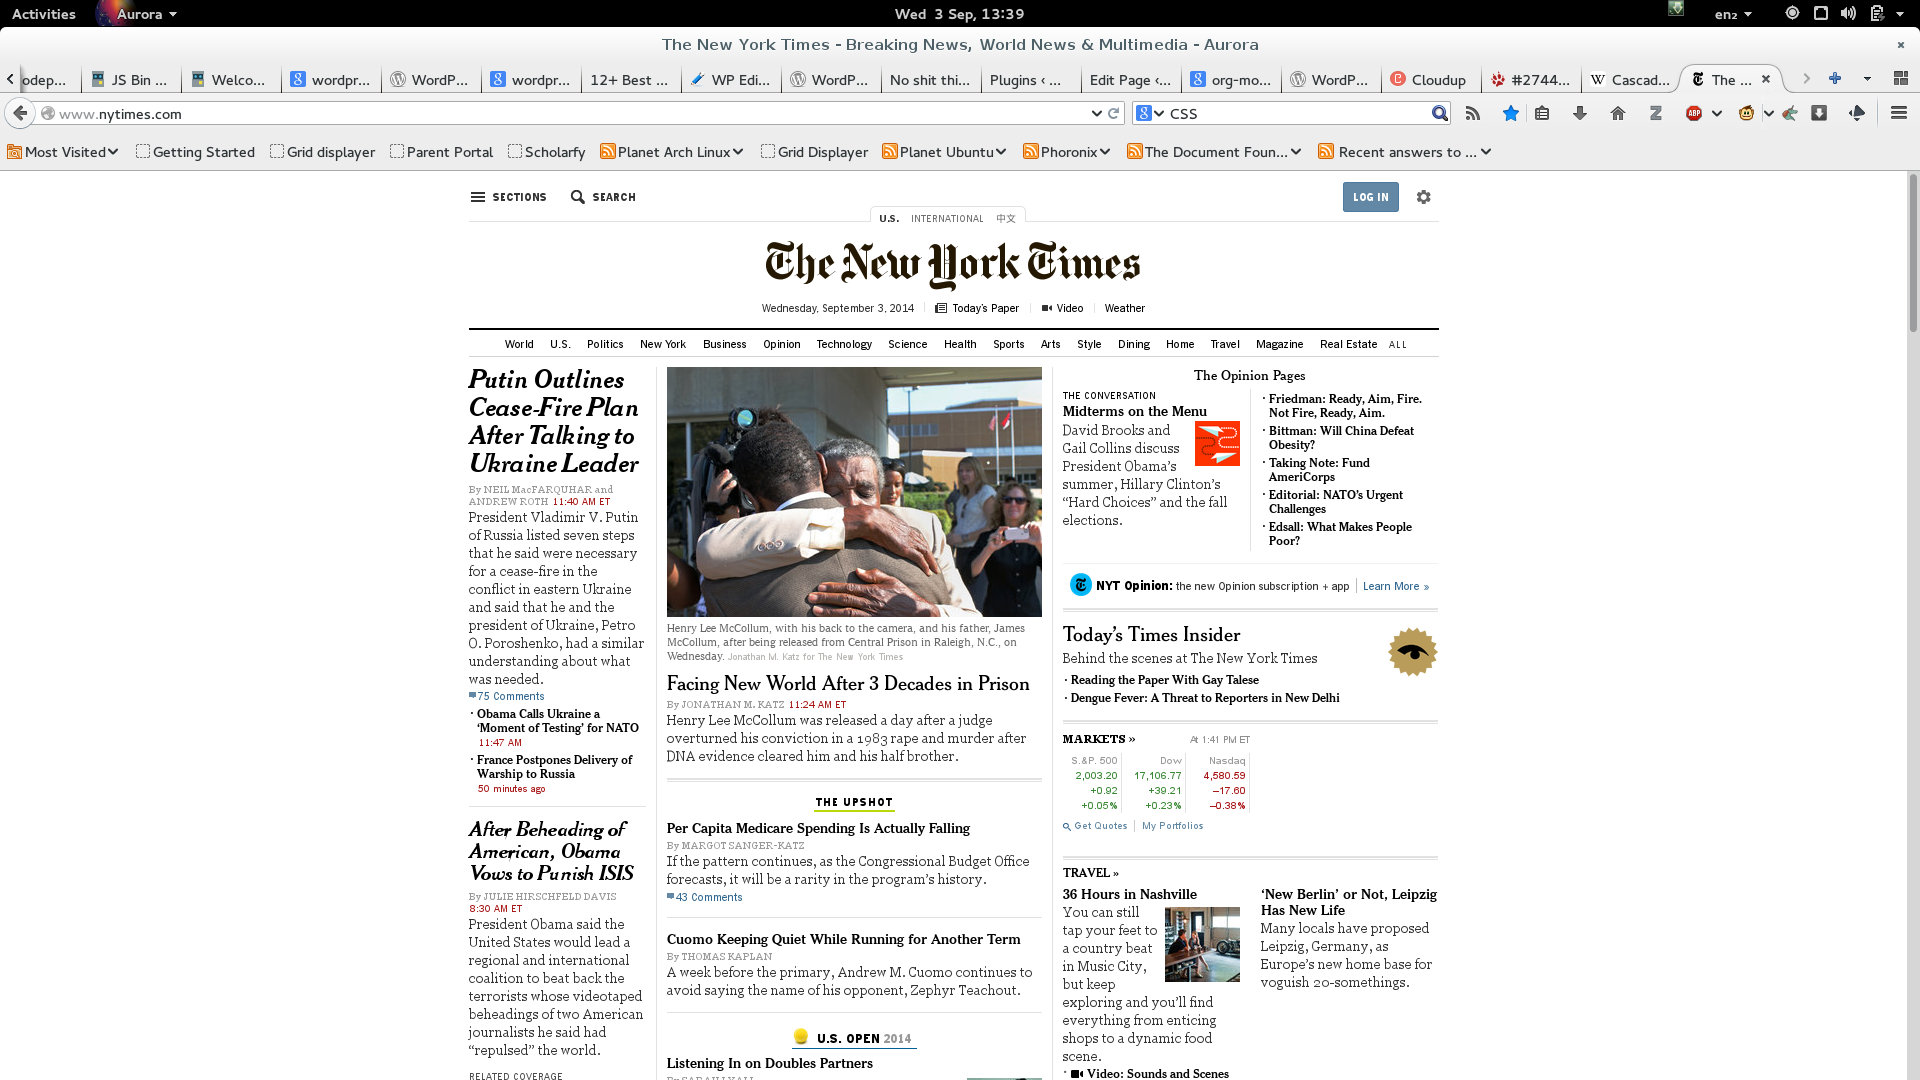 Activities
Aurora
Wed 3 Sep, 13:39
en2
The New York Times - Breaking News, World News & Multimedia - Aurora
odep...
JS Bin ...
Welco...
wordpr...
WordP...
wordpr...
12+ Best ...
WP Edi...
WordP...
No shit thi...
Plugins ‹ ...
Edit Page ‹...
org-mo...
WordP...
Cloudup
#2744...
Cascad...
The ...
www.nytimes.com
CSS
Most Visited
Getting Started
Grid displayer
Parent Portal
Scholarfy
Planet Arch Linux
Grid Displayer
Planet Ubuntu
Phoronix
The Document Foun...
Recent answers to ...
SECTIONS
SEARCH
LOG IN
U.S.
INTERNATIONAL
中文
The New York Times
Wednesday, September 3, 2014
Today's Paper
Video
Weather
World
U.S.
Politics
New York
Business
Opinion
Technology
Science
Health
Sports
Arts
Style
Dining
Home
Travel
Magazine
Real Estate
ALL
Putin Outlines
Cease-Fire Plan
After Talking to
Ukraine Leader
By NEIL MacFARQUHAR and
ANDREW ROTH 11:40 AM ET
President Vladimir V. Putin
of Russia listed seven steps
that he said were necessary
for a cease-fire in the
conflict in eastern Ukraine
and said that he and the
president of Ukraine, Petro
O. Poroshenko, had a similar
understanding about what
was needed.
75 Comments
· Obama Calls Ukraine a
'Moment of Testing' for NATO
11:47 AM
· France Postpones Delivery of
Warship to Russia
50 minutes ago
After Beheading of
American, Obama
Vows to Punish ISIS
By JULIE HIRSCHFELD DAVIS
8:30 AM ET
President Obama said the
United States would lead a
regional and international
coalition to beat back the
terrorists whose videotaped
beheadings of two American
journalists he said had
“repulsed” the world.
RELATED COVERAGE
Henry Lee McCollum, with his back to the camera, and his father, James
McCollum, after being released from Central Prison in Raleigh, N.C., on
Wednesday. Jonathan M. Katz for The New York Times
Facing New World After 3 Decades in Prison
By JONATHAN M. KATZ 11:24 AM ET
Henry Lee McCollum was released a day after a judge
overturned his conviction in a 1983 rape and murder after
DNA evidence cleared him and his half brother.
THE UPSHOT
Per Capita Medicare Spending Is Actually Falling
By MARGOT SANGER-KATZ
If the pattern continues, as the Congressional Budget Office
forecasts, it will be a rarity in the program's history.
43 Comments
Cuomo Keeping Quiet While Running for Another Term
By THOMAS KAPLAN
A week before the primary, Andrew M. Cuomo continues to
avoid saying the name of his opponent, Zephyr Teachout.
U.S. OPEN 2014
Listening In on Doubles Partners
By SARAH LYALL
The Opinion Pages
THE CONVERSATION
Midterms on the Menu
David Brooks and
Gail Collins discuss
President Obama's
summer, Hillary Clinton's
“Hard Choices” and the fall
elections.
· Friedman: Ready, Aim, Fire.
Not Fire, Ready, Aim.
· Bittman: Will China Defeat
Obesity?
· Taking Note: Fund
AmeriCorps
· Editorial: NATO's Urgent
Challenges
· Edsall: What Makes People
Poor?
NYT Opinion: the new Opinion subscription + app
Learn More »
Today's Times Insider
Behind the scenes at The New York Times
· Reading the Paper With Gay Talese
· Dengue Fever: A Threat to Reporters in New Delhi
MARKETS »
At 1:41 PM ET
S.&P. 500
Dow
Nasdaq
2,003.20
17,106.77
4,580.59
+0.92
+39.21
–17.60
+0.05%
+0.23%
–0.38%
Get Quotes
My Portfolios
TRAVEL »
36 Hours in Nashville
You can still
tap your feet to
a country beat
in Music City,
but keep
exploring and you'll find
everything from enticing
shops to a dynamic food
scene.
· Video: Sounds and Scenes
'New Berlin' or Not, Leipzig
Has New Life
Many locals have proposed
Leipzig, Germany, as
Europe's new home base for
voguish 20-somethings.